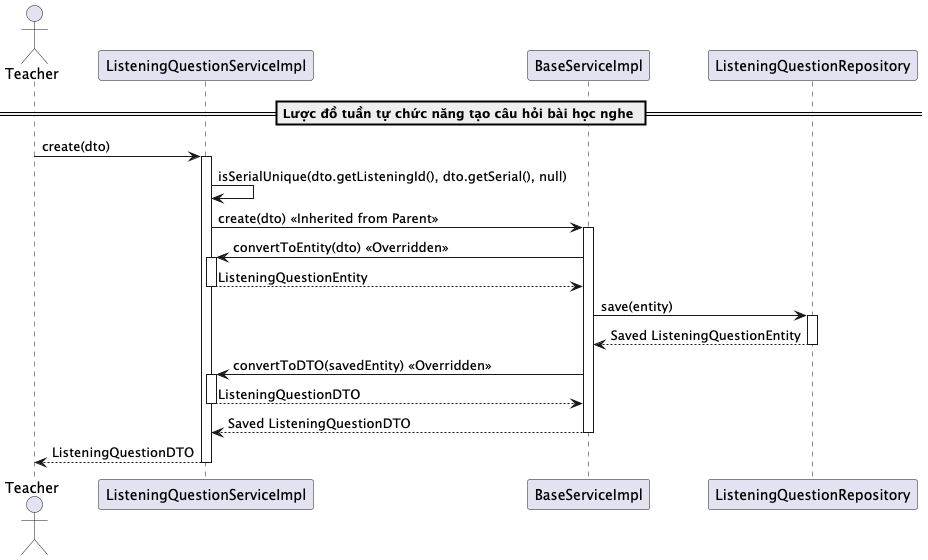 Teacher
ListeningQuestionServiceImpl
BaseServiceImpl
ListeningQuestionRepository
Lược đồ tuần tự chức năng tạo câu hỏi bài học nghe
create(dto)
isSerialUnique(dto.getListeningId(), dto.getSerial(), null)
create(dto) «Inherited from Parent»
convertToEntity(dto) «Overridden»
ListeningQuestionEntity
save(entity)
Saved ListeningQuestionEntity
convertToDTO(savedEntity) «Overridden»
ListeningQuestionDTO
Saved ListeningQuestionDTO
ListeningQuestionDTO
Teacher
ListeningQuestionServiceImpl
BaseServiceImpl
ListeningQuestionRepository